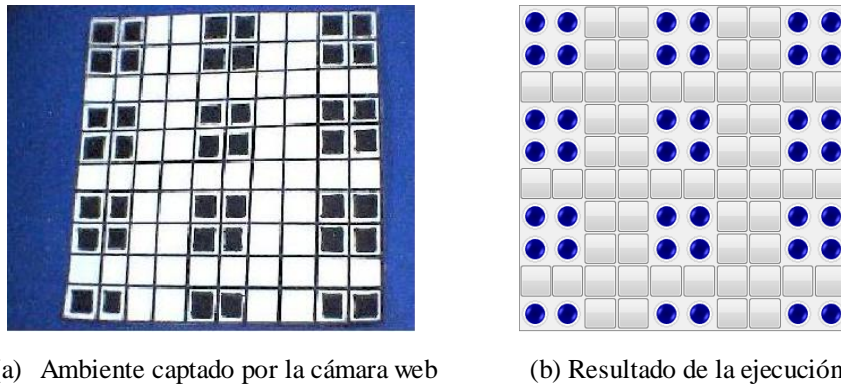 (a) Ambiente captado por la cámara web
(b) Resultado de la ejecución